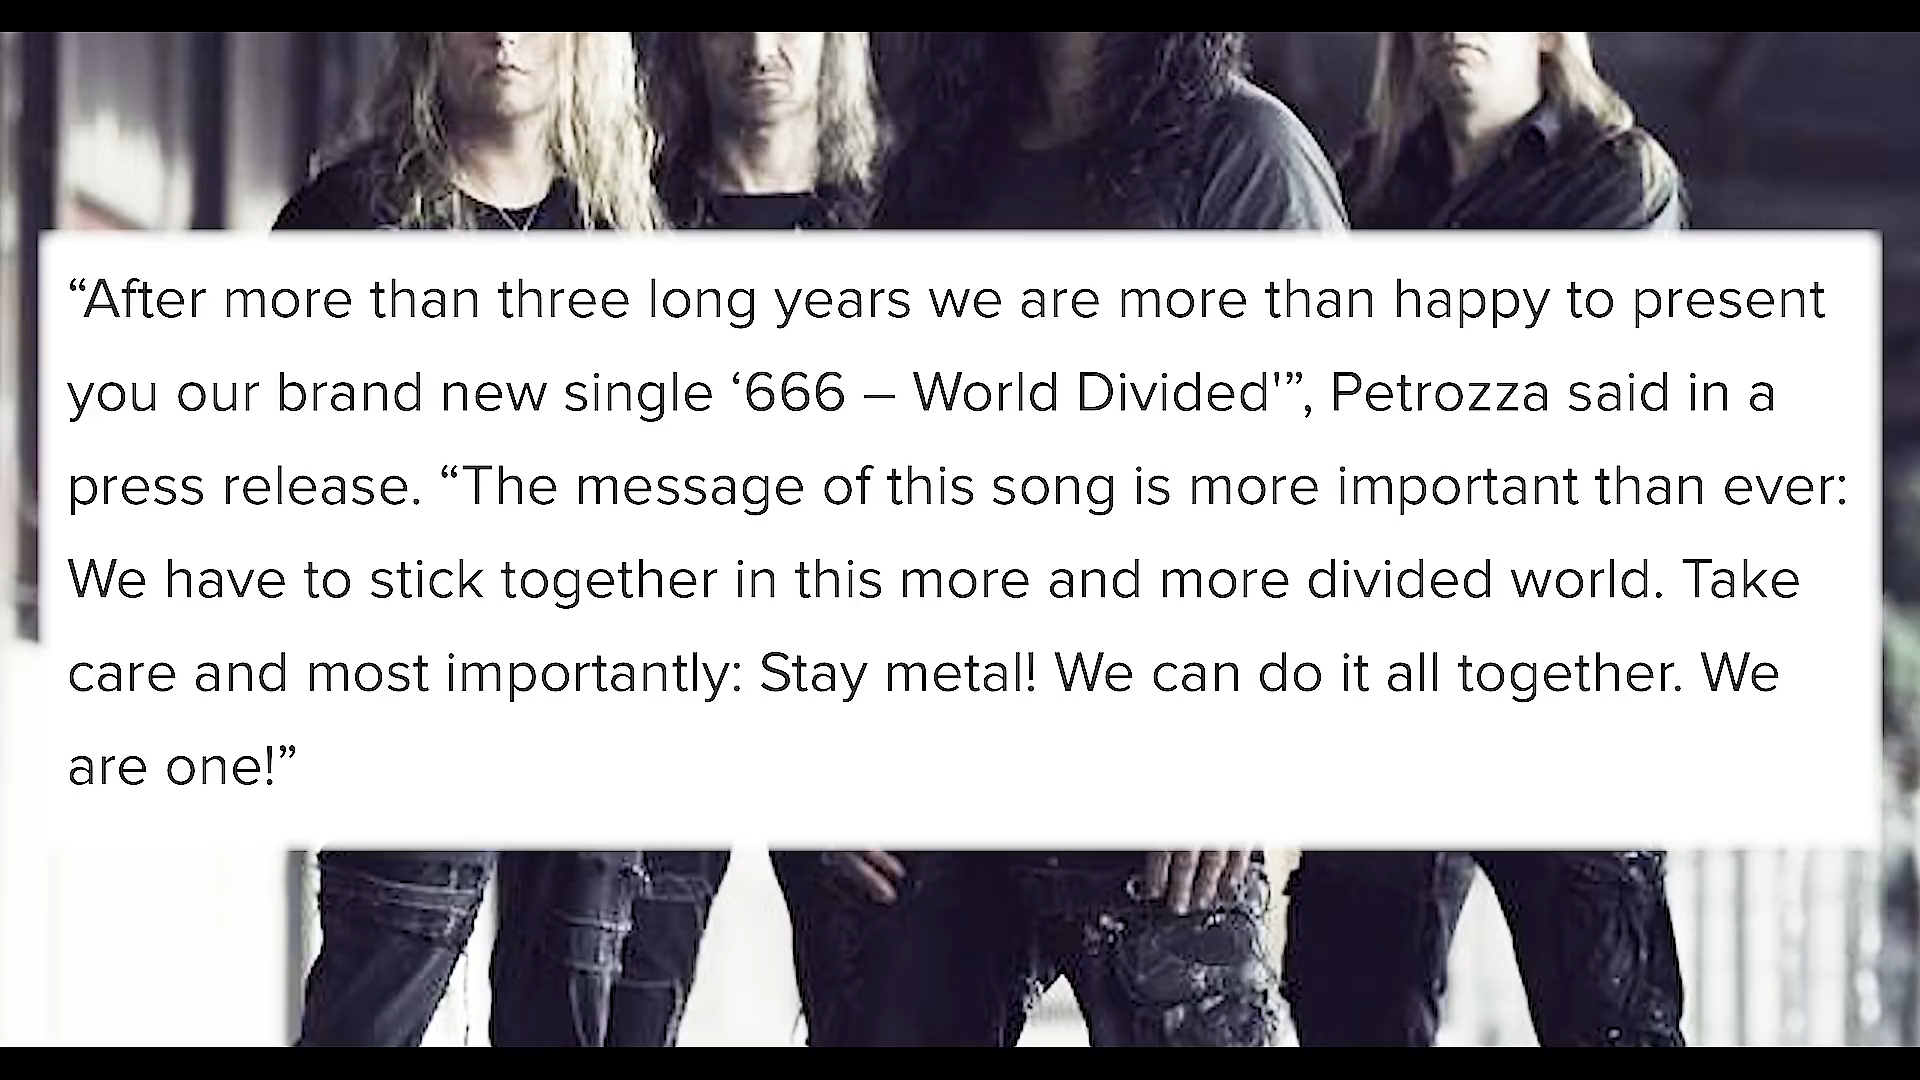 “After more than three long years we are more than happy to present
you our brand new single ‘666 – World Divided'”, Petrozza said in a
press release. “The message of this song is more important than ever:
We have to stick together in this more and more divided world. Take
care and most importantly: Stay metal! We can do it all together. We
are one!”